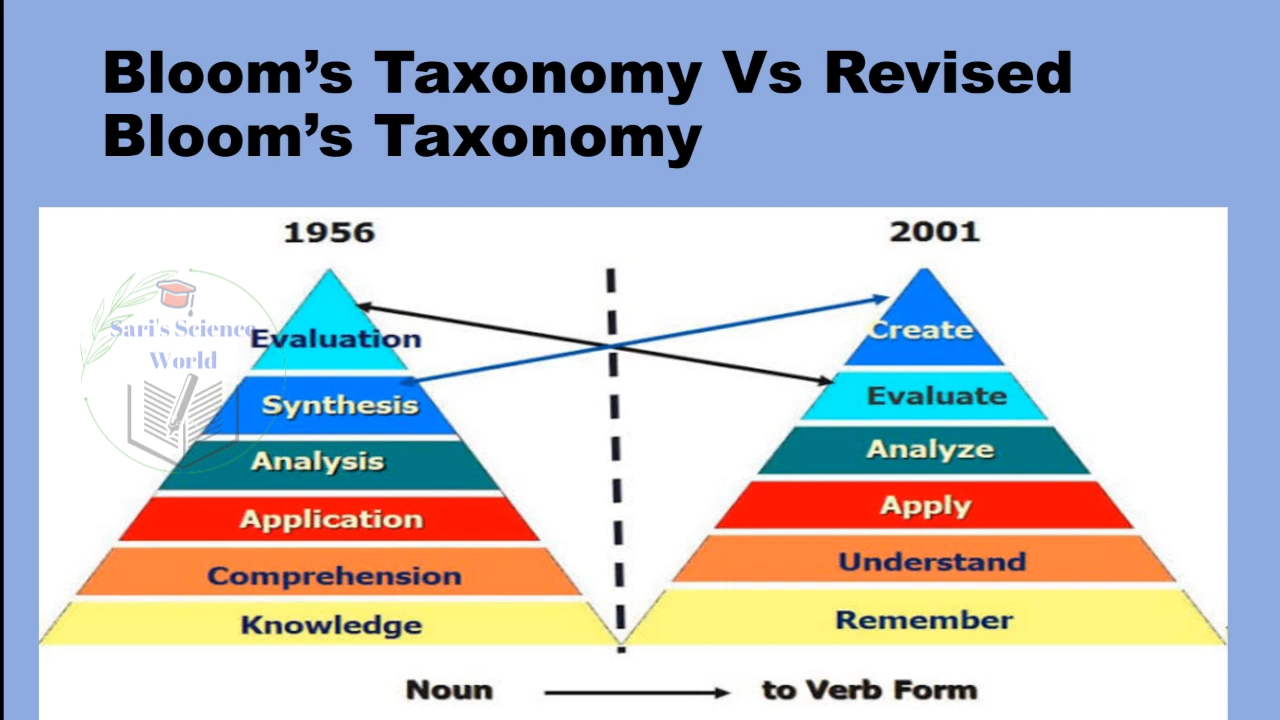 Bloom’s Taxonomy Vs Revised
Bloom’s Taxonomy
1956
Evaluation
Synthesis
Analysis
Application
Comprehension
Knowledge
2001
Create
Evaluate
Analyze
Apply
Understand
Remember
Noun
to Verb Form
Sari's Science
World